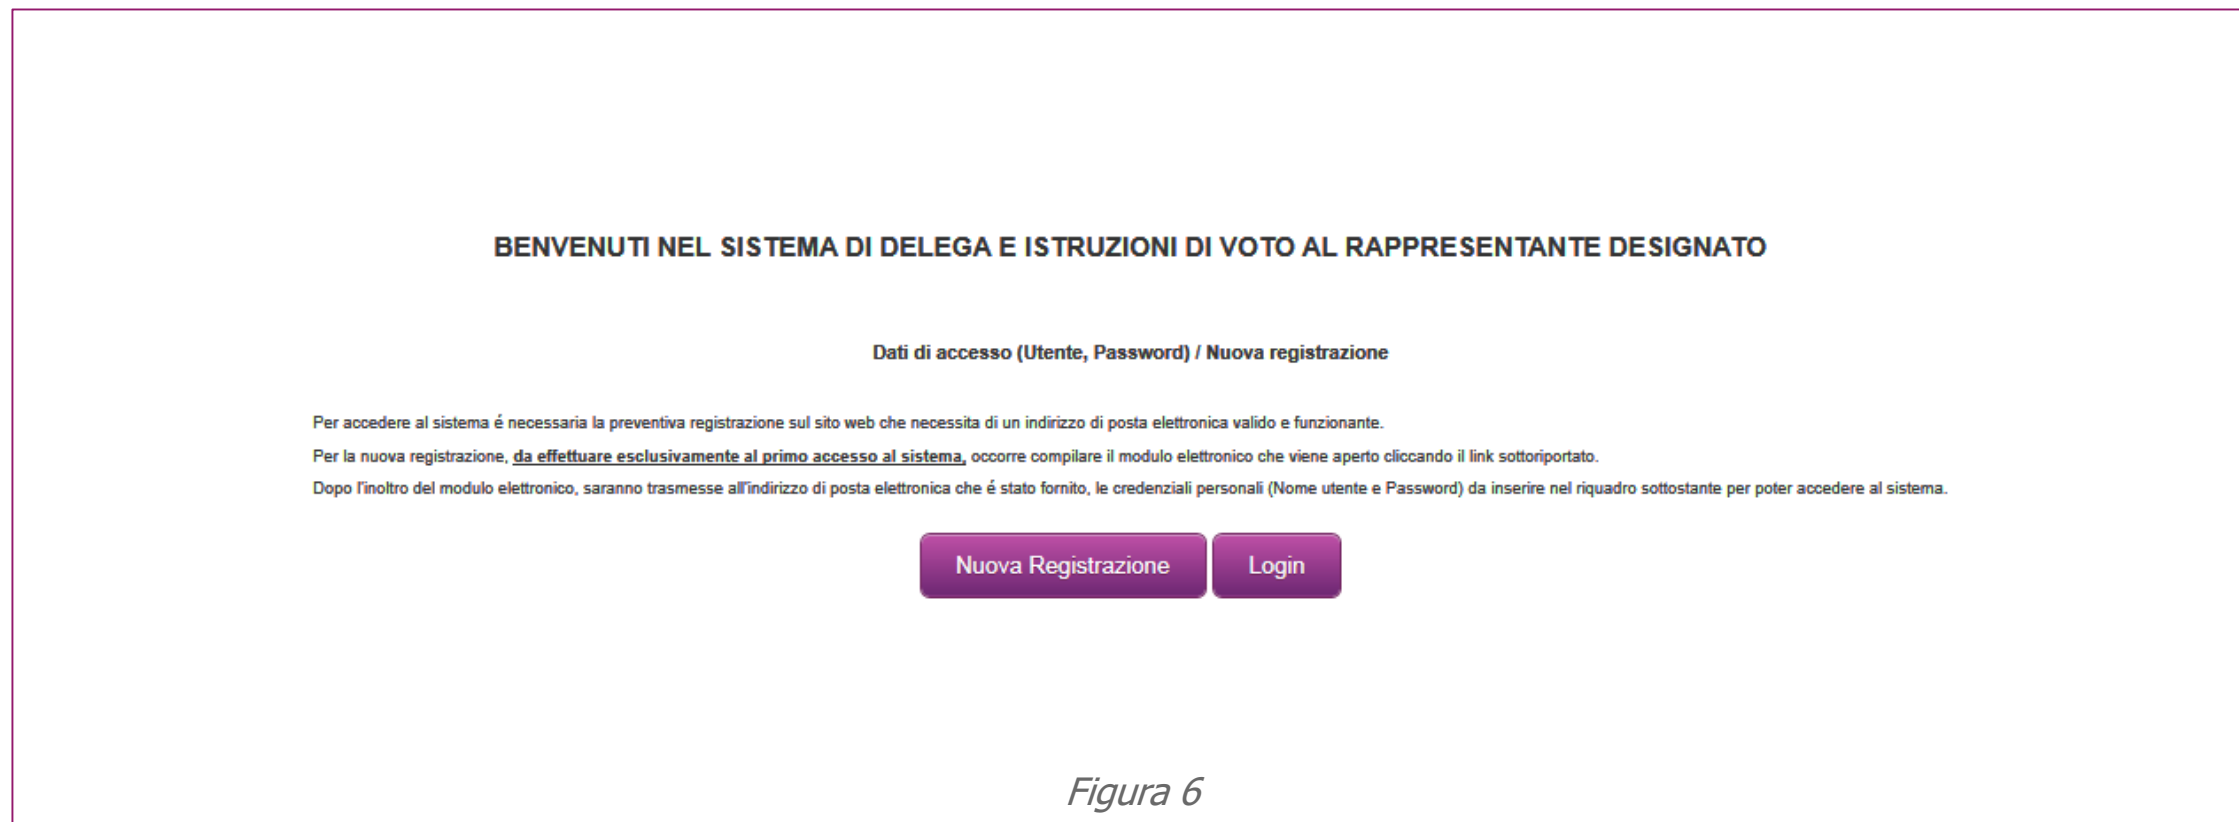 BENVENUTI NEL SISTEMA DI DELEGA E ISTRUZIONI DI VOTO AL RAPPRESENTANTE DESIGNATO
Dati di accesso (Utente, Password) / Nuova registrazione
Per accedere al sistema é necessaria la preventiva registrazione sul sito web che necessita di un indirizzo di posta elettronica valido e funzionante.
Per la nuova registrazione, da effettuare esclusivamente al primo accesso al sistema, occorre compilare il modulo elettronico che viene aperto cliccando il link sottoriportato.
Dopo l'inoltro del modulo elettronico, saranno trasmesse all'indirizzo di posta elettronica che é stato fornito, le credenziali personali (Nome utente e Password) da inserire nel riquadro sottostante per poter accedere al sistema.
Nuova Registrazione Login
Figura 6